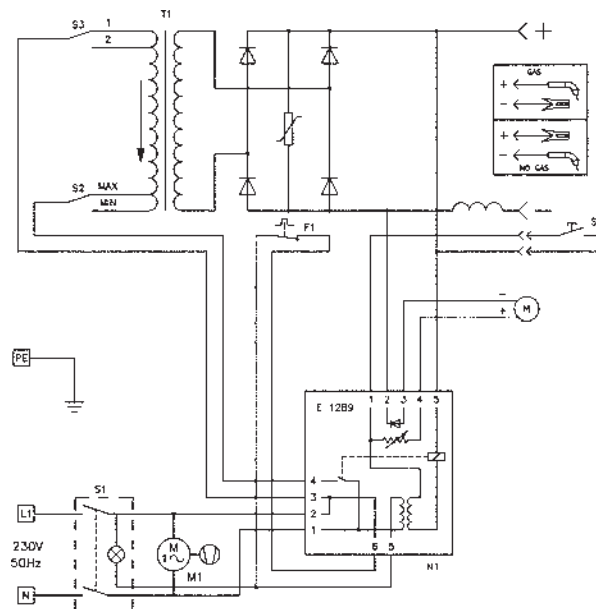 T1
S3
1
2
+
GAS
+
−
+
−
NO GAS
S2
MAX
MIN
−
F1
S
−
+
M
PE
1 2 3 4 5
E 1289
4
3
2
1
6 5
N1
S1
L1
230V
50Hz
M
1~
M1
N